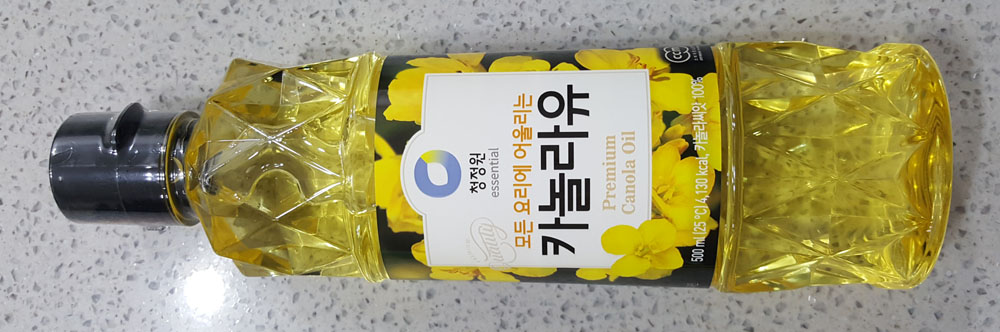 청정원
essential
모든 요리에 어울리는
카놀라유
Premium
Canola Oil
500 ml (25 ℃) 4,130 kcal, 카놀라씨앗 100%